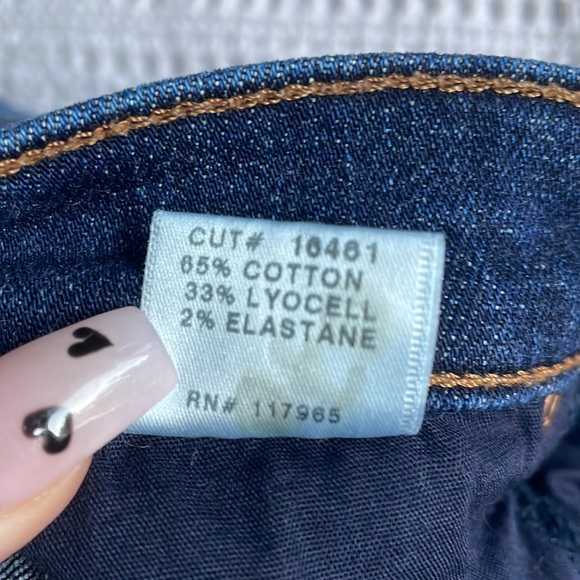 CUT# 16461
65% COTTON
33% LYOCELL
2% ELASTANE
RN# 117965